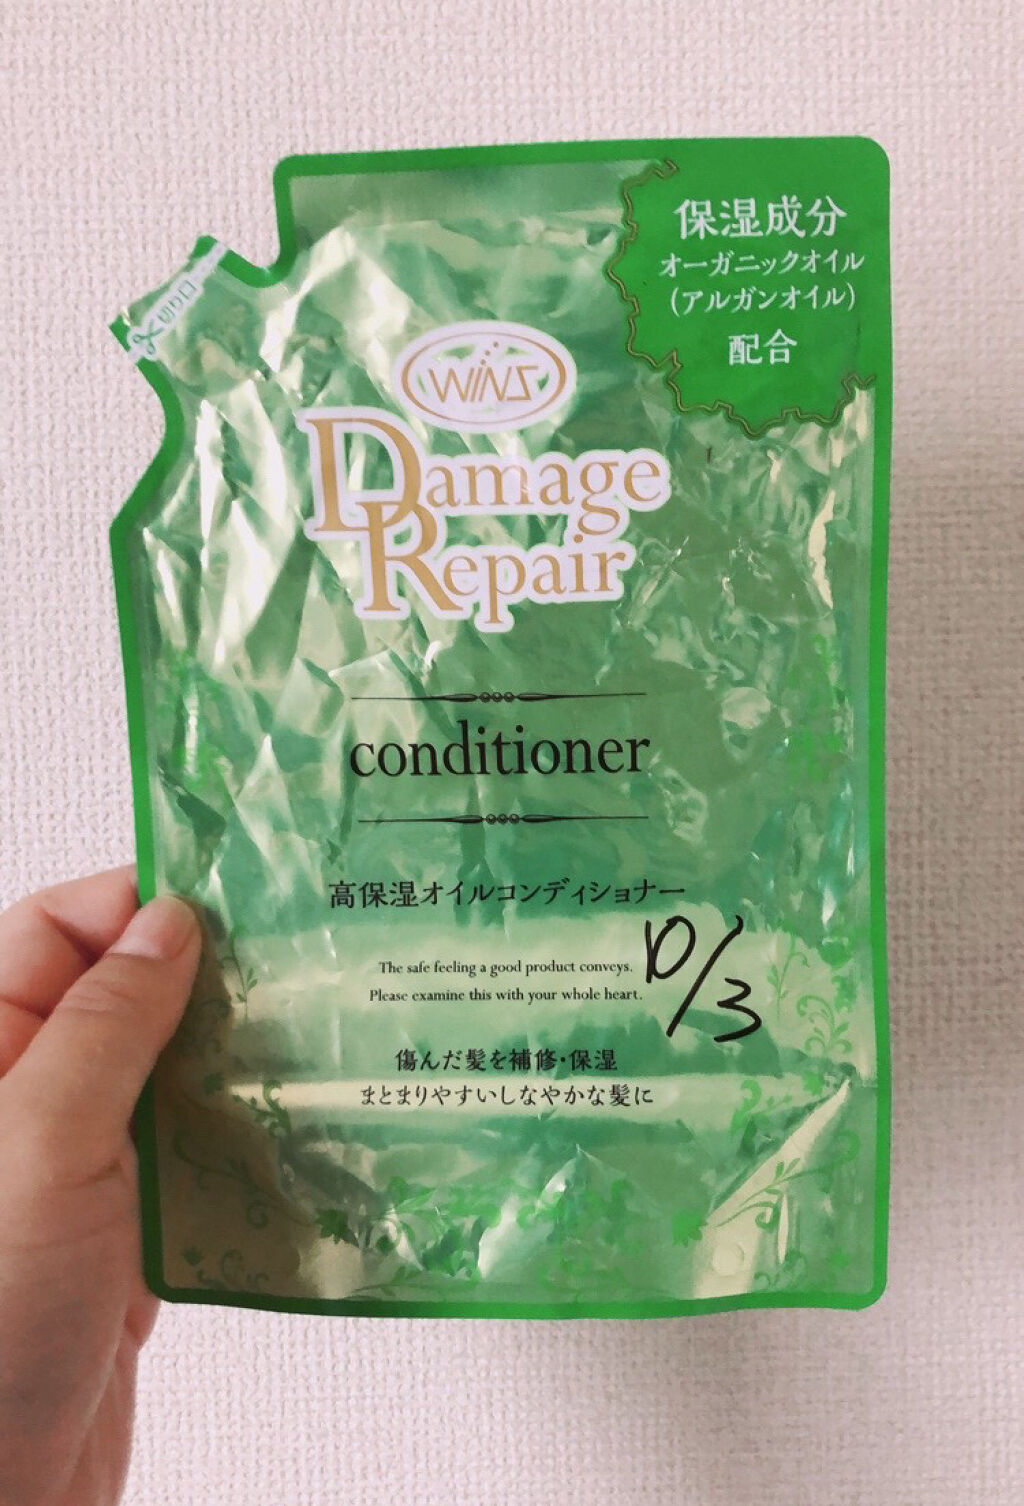 保湿成分
オーガニックオイル
(アルガンオイル)
配合
切り口
WINS
Damage
Repair
conditioner
高保湿オイルコンディショナー
The safe feeling a good product conveys.
Please examine this with your whole heart.
10/3
傷んだ髪を補修・保湿
まとまりやすいしなやかな髪に